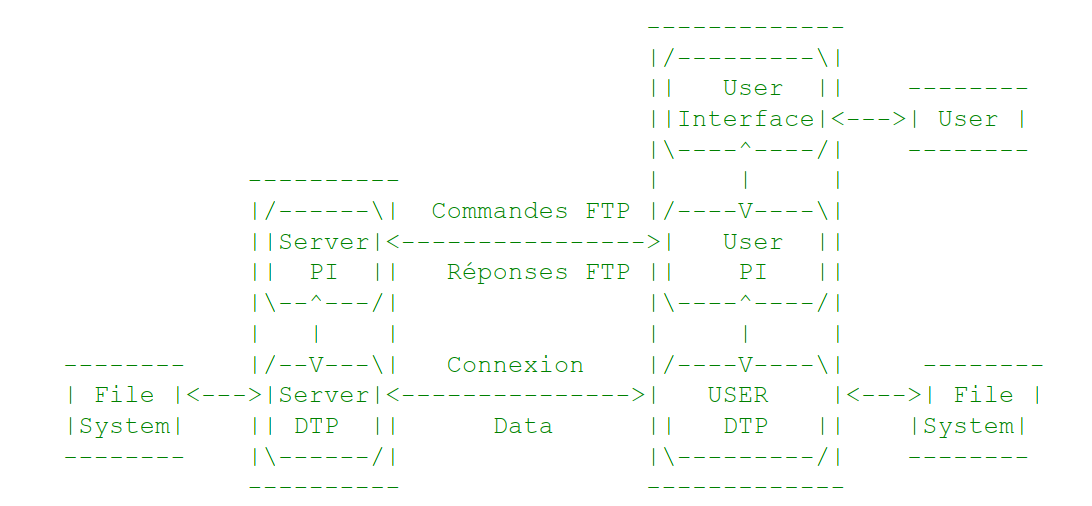 -------------
                                       |/---------\|
                                       ||   User  ||    --------
                                       ||Interface|<--->| User |
                                       |\----^----/|    --------
            ----------                 |     |     |
            |/------\|  Commandes FTP  |/----V----\|
            ||Server|<---------------->|   User  ||
            ||  PI  ||   Réponses FTP  ||    PI   ||
            |\--^---/|                 |\----^----/|
            |   |    |                 |     |     |
--------    |/--V---\|   Connexion     |/----V----\|     --------
| File |<--->|Server|<--------------->|   USER    |<--->| File |
|System|    || DTP  ||      Data       ||   DTP   ||    |System|
--------    |\------/|                 |\---------/|    --------
            ----------                 -------------